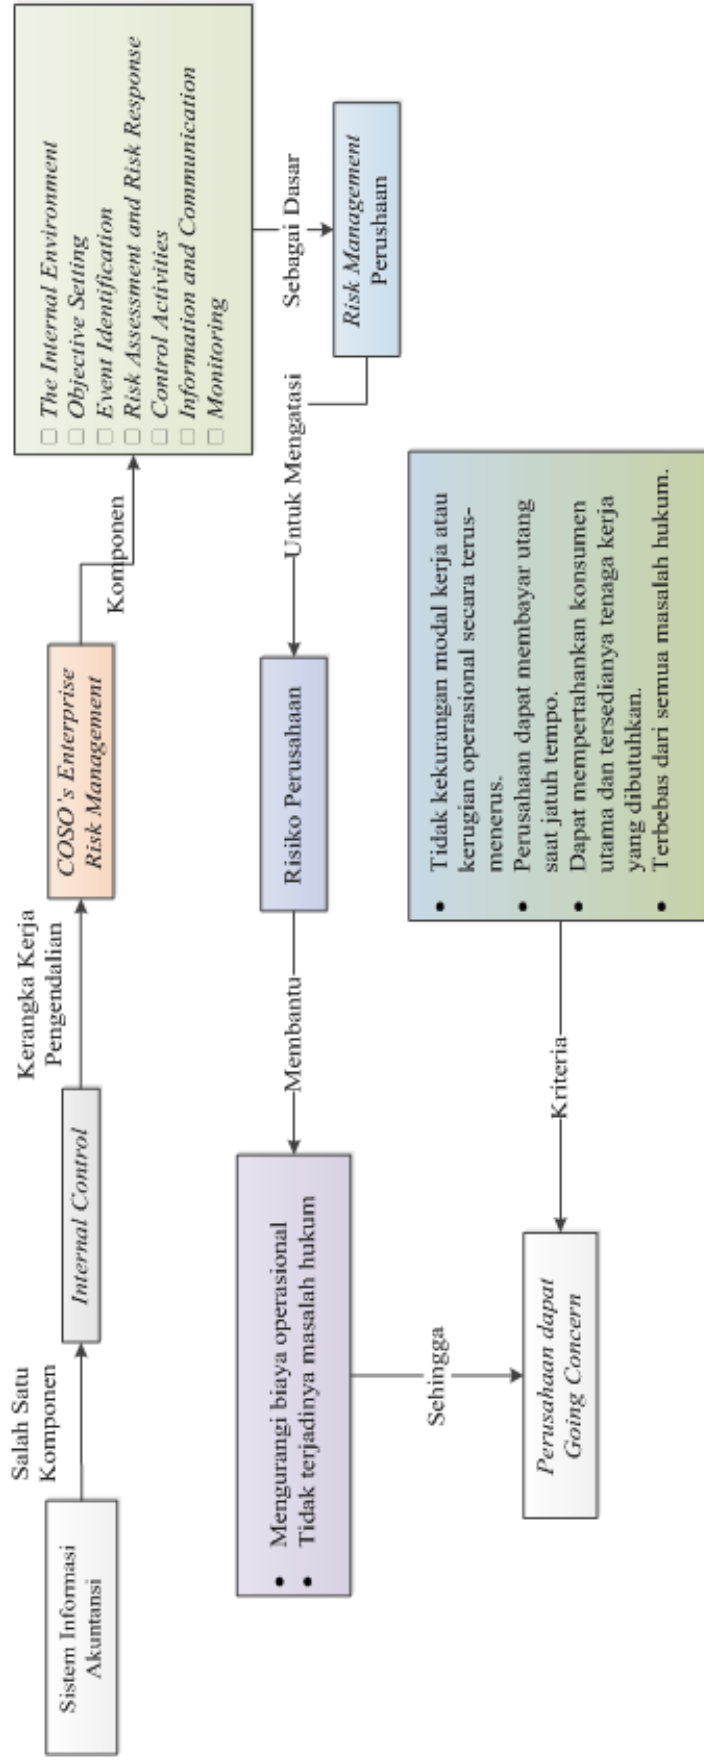 Sistem Informasi
Akuntansi
Salah Satu
Komponen
Internal Control
Kerangka Kerja
Pengendalian
COSO's Enterprise
Risk Management
Komponen
□ The Internal Environment
□ Objective Setting
□ Event Identification
□ Risk Assessment and Risk Response
□ Control Activities
□ Information and Communication
□ Monitoring
Sebagai Dasar
Risk Management
Perushaan
Untuk Mengatasi
Risiko Perusahaan
Membantu
• Mengurangi biaya operasional
• Tidak terjadinya masalah hukum
Sehingga
Perusahaan dapat
Going Concern
Kriteria
• Tidak kekurangan modal kerja atau
kerugian operasional secara terus-
menerus.
• Perusahaan dapat membayar utang
saat jatuh tempo.
• Dapat mempertahankan konsumen
utama dan tersedianya tenaga kerja
yang dibutuhkan.
• Terbebas dari semua masalah hukum.